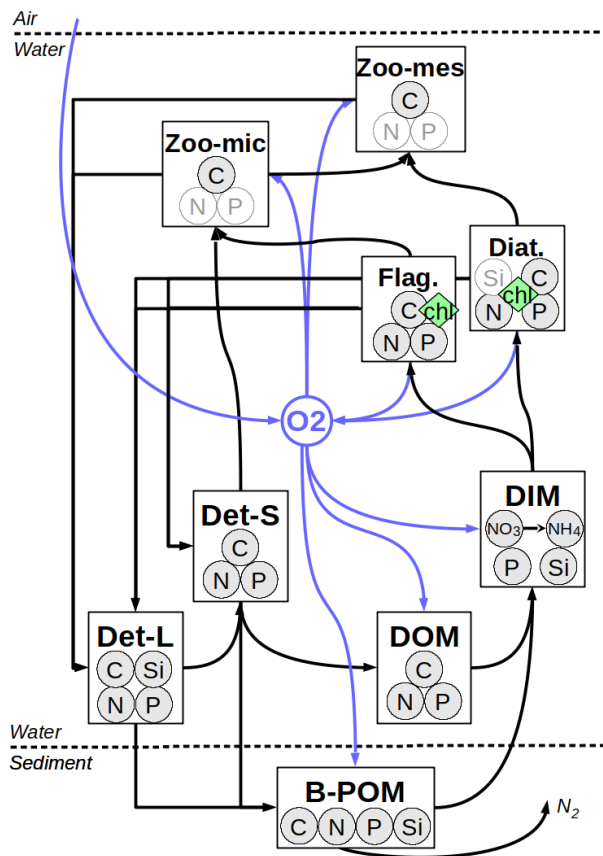 Air
Water
Zoo-mes
C
N P
Zoo-mic
C
N P
Diat.
Si C
chl
N P
Flag.
C chl
N P
O2
DIM
NO3 NH4
P Si
Det-S
C
N P
Det-L
C Si
N P
DOM
C
N P
Water
Sediment
B-POM
C N P Si
N2